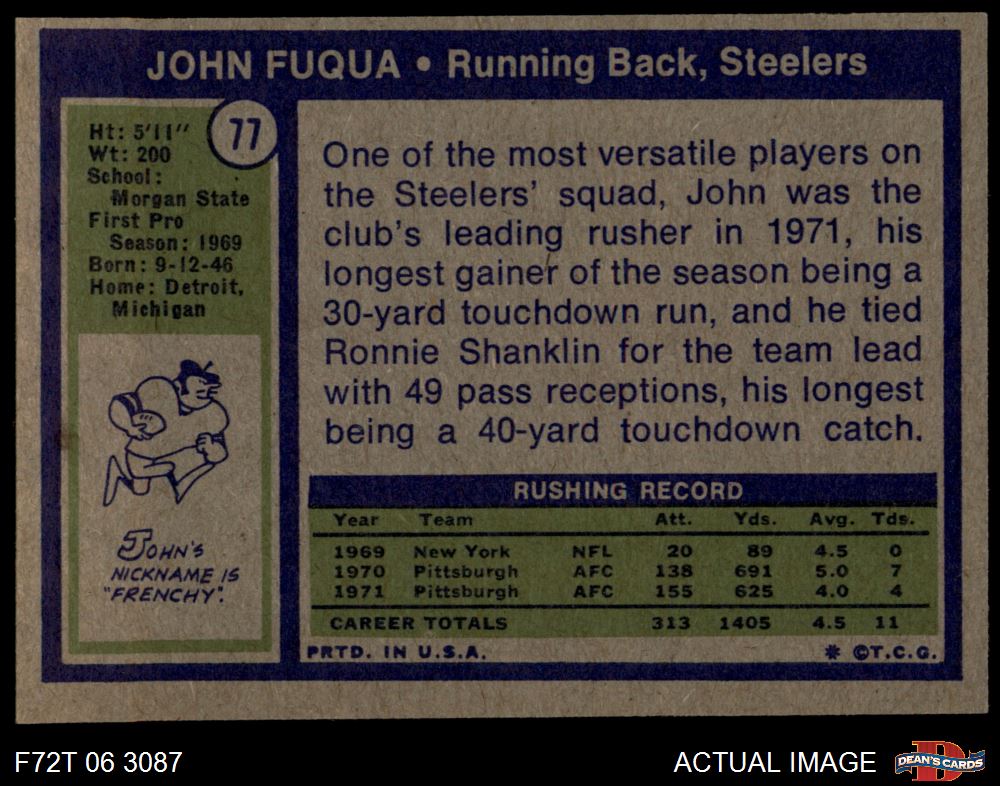 JOHN FUQUA • Running Back, Steelers
77
Ht: 5'11"
Wt: 200
School:
Morgan State
First Pro
Season: 1969
Born: 9-12-46
Home: Detroit,
Michigan
JOHN'S
NICKNAME IS
"FRENCHY".
One of the most versatile players on
the Steelers' squad, John was the
club's leading rusher in 1971, his
longest gainer of the season being a
30-yard touchdown run, and he tied
Ronnie Shanklin for the team lead
with 49 pass receptions, his longest
being a 40-yard touchdown catch.
RUSHING RECORD
Year Team Att. Yds. Avg. Tds.
1969 New York NFL 20 89 4.5 0
1970 Pittsburgh AFC 138 691 5.0 7
1971 Pittsburgh AFC 155 625 4.0 4
CAREER TOTALS 313 1405 4.5 11
PRTD. IN U.S.A. * ©T.C.G.
F72T 06 3087 ACTUAL IMAGE
D
DEAN'S CARDS